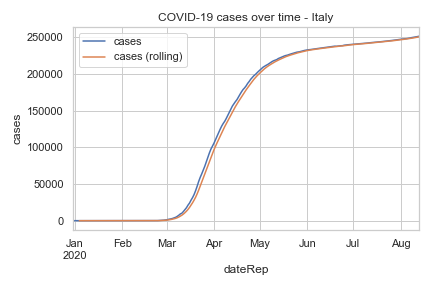 COVID-19 cases over time - Italy
cases
cases (rolling)
250000
200000
150000
100000
50000
0
cases
Jan Feb Mar Apr May Jun Jul Aug
2020
dateRep